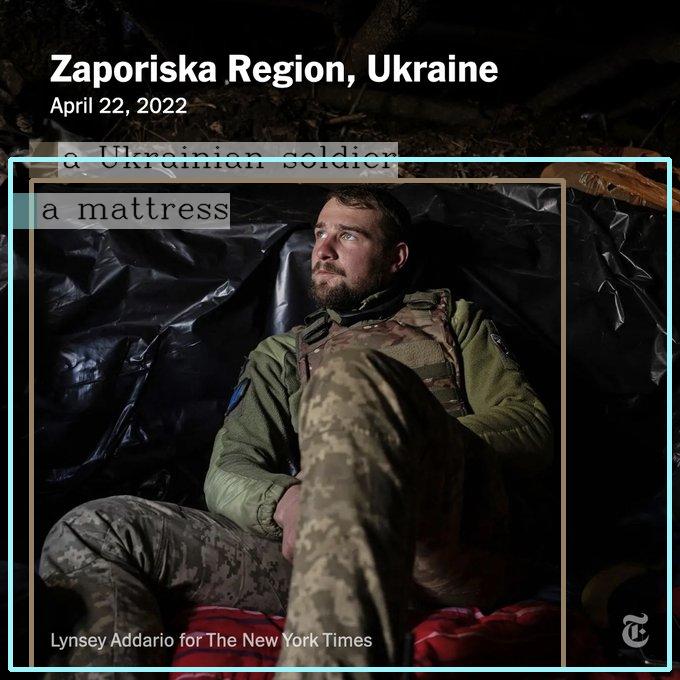 Zaporiska Region, Ukraine
April 22, 2022
a Ukrainian soldier
a mattress
Lynsey Addario for The New York Times
T